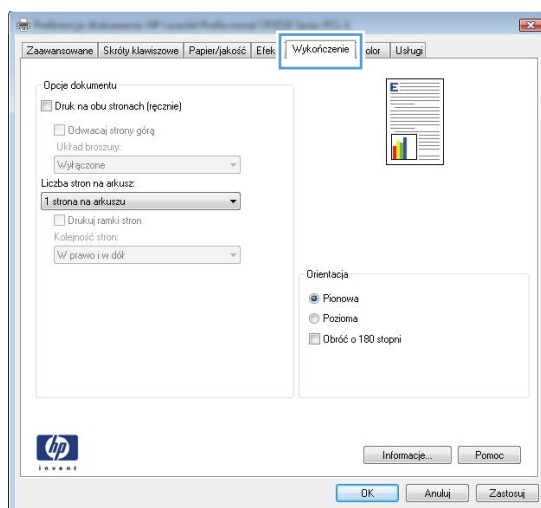 Zaawansowane Skróty klawiszowe Papier/jakość Efek Wykończenie olor Usługi
Opcje dokumentu
Druk na obu stronach (ręcznie)
Odwracaj strony górą
Układ broszury:
Wyłączone
Liczba stron na arkusz:
1 strona na arkuszu
Drukuj ramki stron
Kolejność stron:
W prawo i w dół
E
Orientacja
Pionowa
Pozioma
Obróć o 180 stopni
hp
invent
Informacje... Pomoc
OK Anuluj Zastosuj